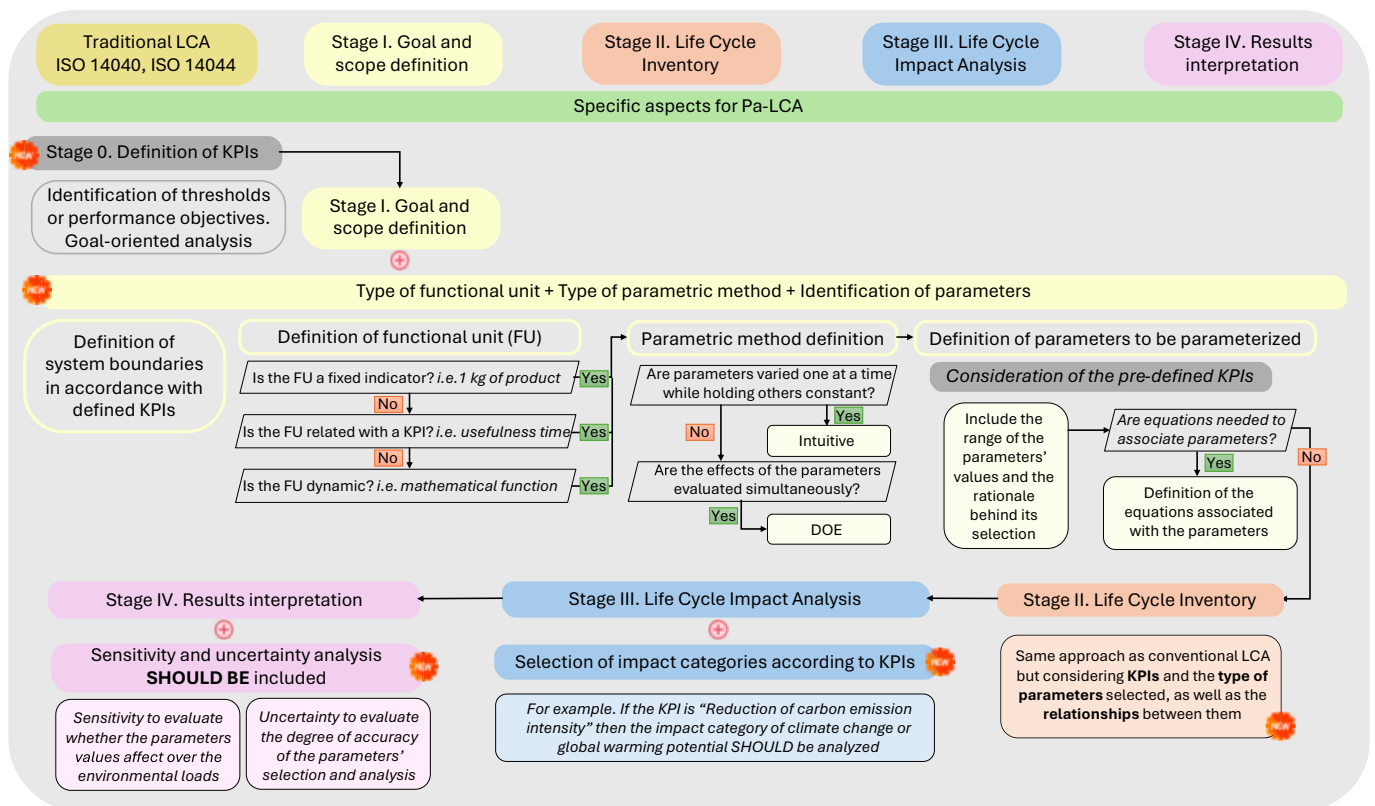 Traditional LCA
ISO 14040, ISO 14044
Stage I. Goal and
scope definition
Stage II. Life Cycle
Inventory
Stage III. Life Cycle
Impact Analysis
Stage IV. Results
interpretation
Specific aspects for Pa-LCA
NEW
Stage 0. Definition of KPIs
Identification of thresholds
or performance objectives.
Goal-oriented analysis
Stage I. Goal and
scope definition
NEW
Type of functional unit + Type of parametric method + Identification of parameters
Definition of
system boundaries
in accordance with
defined KPIs
Definition of functional unit (FU)
Is the FU a fixed indicator? i.e.1 kg of product
Yes
No
Is the FU related with a KPI? i.e. usefulness time
Yes
No
Is the FU dynamic? i.e. mathematical function
Yes
Parametric method definition
Are parameters varied one at a time
while holding others constant?
Yes
No
Intuitive
Are the effects of the parameters
evaluated simultaneously?
Yes
DOE
Definition of parameters to be parameterized
Consideration of the pre-defined KPIs
Include the
range of the
parameters’
values and the
rationale
behind its
selection
Are equations needed to
associate parameters?
No
Yes
Definition of the
equations associated
with the parameters
Stage IV. Results interpretation
Stage III. Life Cycle Impact Analysis
Stage II. Life Cycle Inventory
Sensitivity and uncertainty analysis
SHOULD BE included
NEW
Sensitivity to evaluate
whether the parameters
values affect over the
environmental loads
Uncertainty to evaluate
the degree of accuracy
of the parameters’
selection and analysis
Selection of impact categories according to KPIs
NEW
For example. If the KPI is “Reduction of carbon emission
intensity” then the impact category of climate change or
global warming potential SHOULD be analyzed
Same approach as conventional LCA
but considering KPIs and the type of
parameters selected, as well as the
relationships between them
NEW